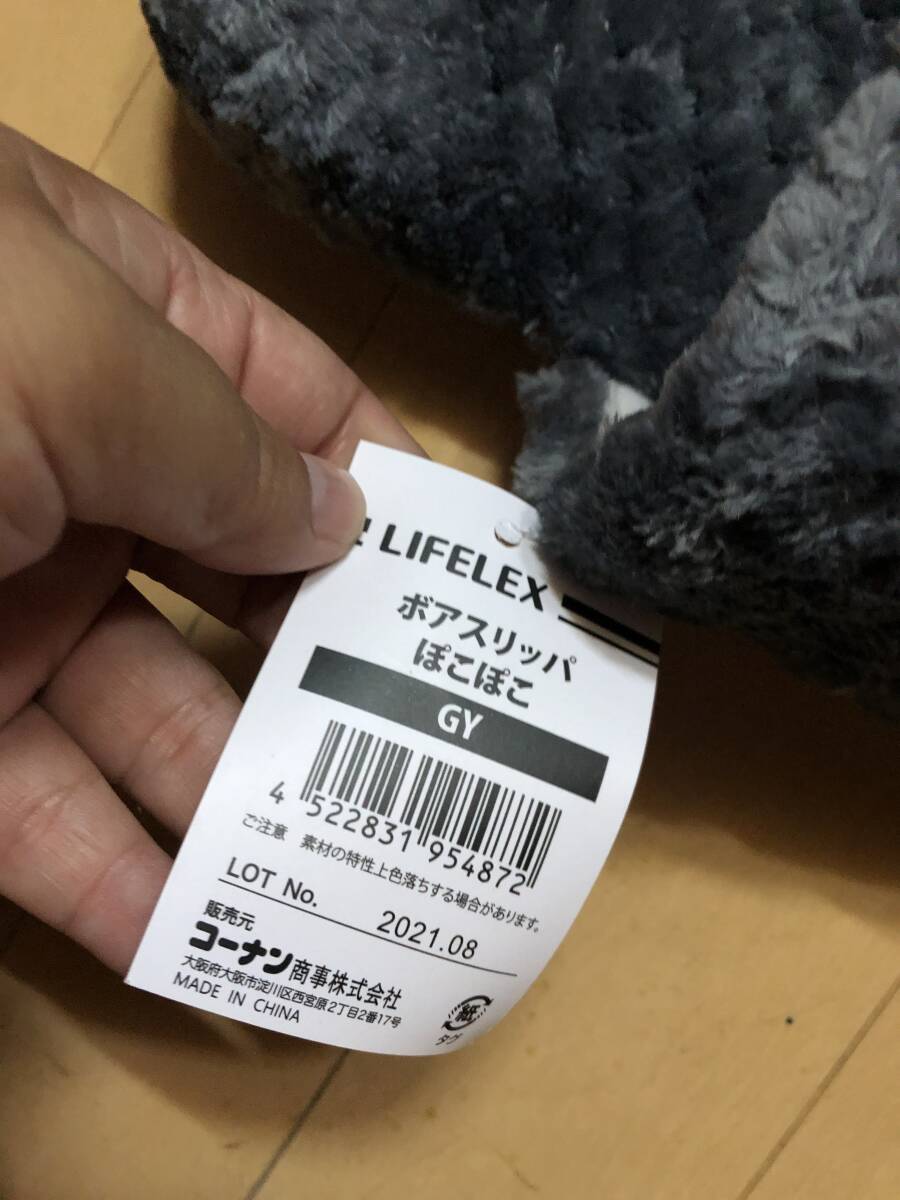 LIFELEX
ボアスリッパ
ぽこぽこ
GY
4 522831 954872
ご注意 素材の特性上色落ちする場合があります。
LOT No. 2021.08
販売元
コーナン商事株式会社
大阪府大阪市淀川区西宮原2丁目2番17号
MADE IN CHINA
紙
タグ